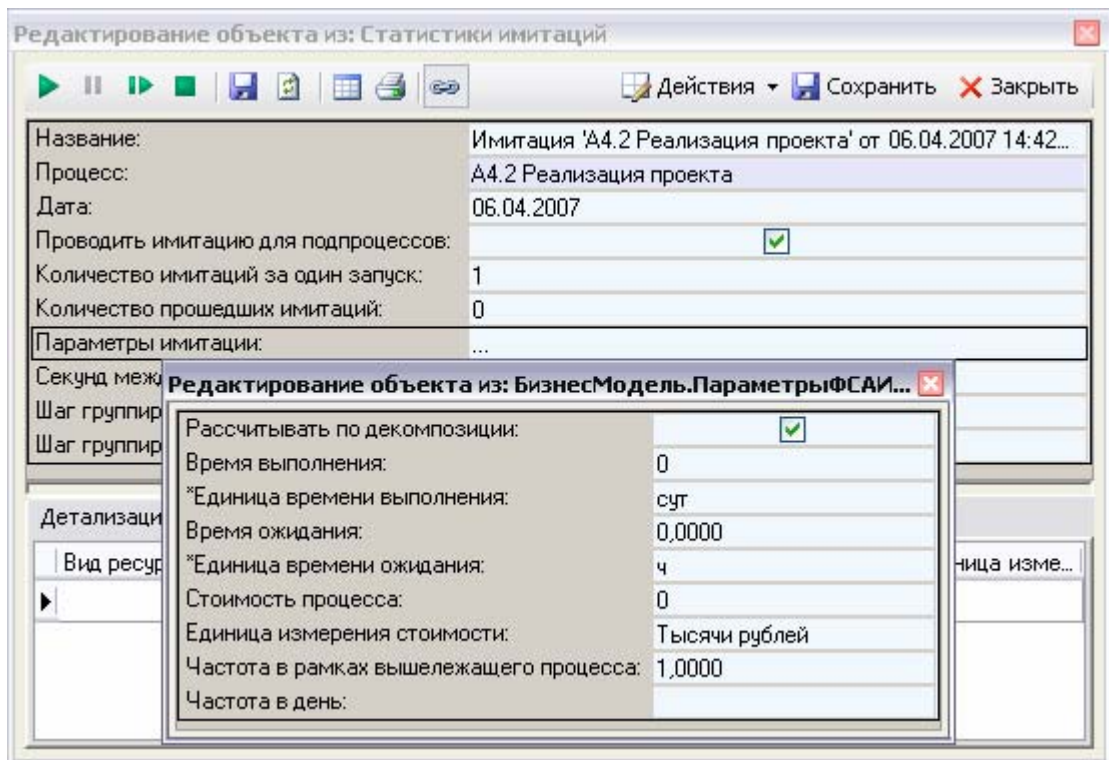 Редактирование объекта из: Статистики имитаций
Действия Сохранить Закрыть
Название: Имитация 'А4.2 Реализация проекта' от 06.04.2007 14:42...
Процесс: А4.2 Реализация проекта
Дата: 06.04.2007
Проводить имитацию для подпроцессов:
Количество имитаций за один запуск: 1
Количество прошедших имитаций: 0
Параметры имитации: ...
Секунд меж
Шаг группир
Шаг группир
Редактирование объекта из: БизнесМодель.ПараметрыФСАИ...
Рассчитывать по декомпозиции:
Время выполнения: 0
*Единица времени выполнения: сут
Время ожидания: 0,0000
*Единица времени ожидания: ч
Стоимость процесса: 0
Единица измерения стоимости: Тысячи рублей
Частота в рамках вышележащего процесса: 1,0000
Частота в день:
Детализаци
Вид ресур
ница изме...